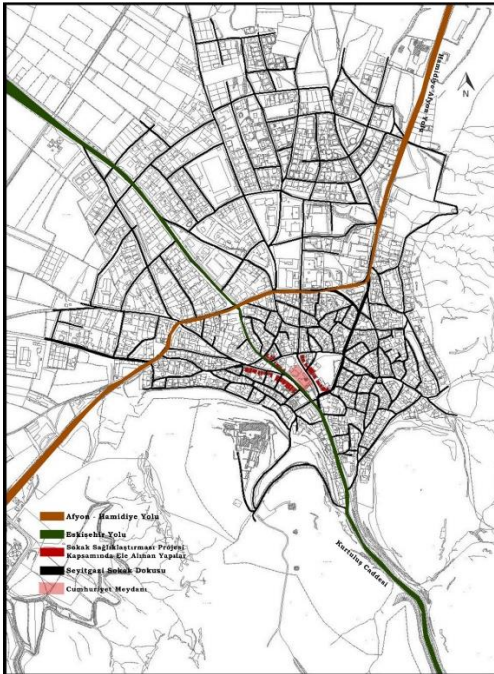 Hamidiye-Afyon Yolu
N
Afyon - Hamidiye Yolu
Eskişehir Yolu
Sokak Sağlıklaştırması Projesi
Kapsamında Ele Alınan Yapılar
Seyitgazi Sokak Dokusu
Cumhuriyet Meydanı
Kurtuluş Caddesi